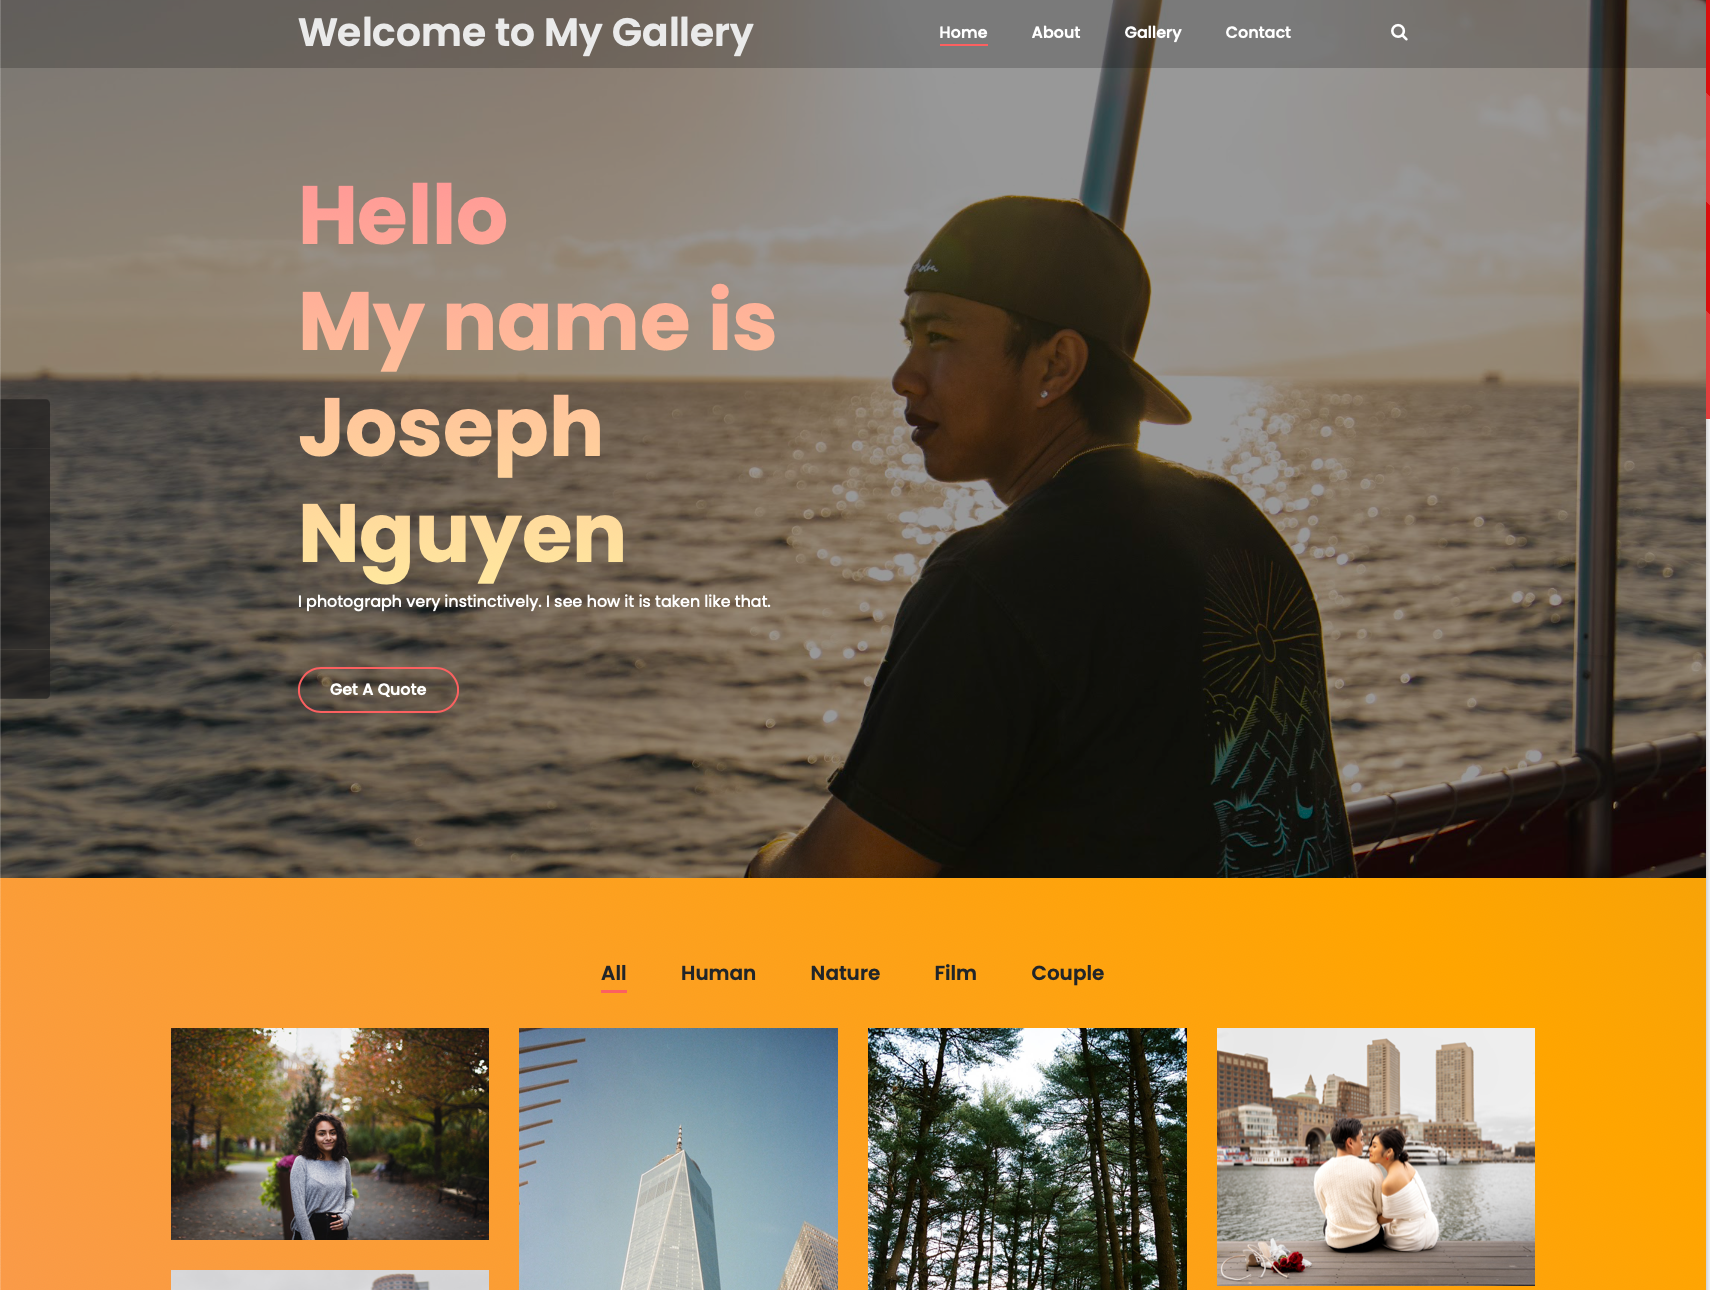 Welcome to My Gallery
Home About Gallery Contact
Hello
My name is
Joseph
Nguyen
I photograph very instinctively. I see how it is taken like that.
Get A Quote
All Human Nature Film Couple